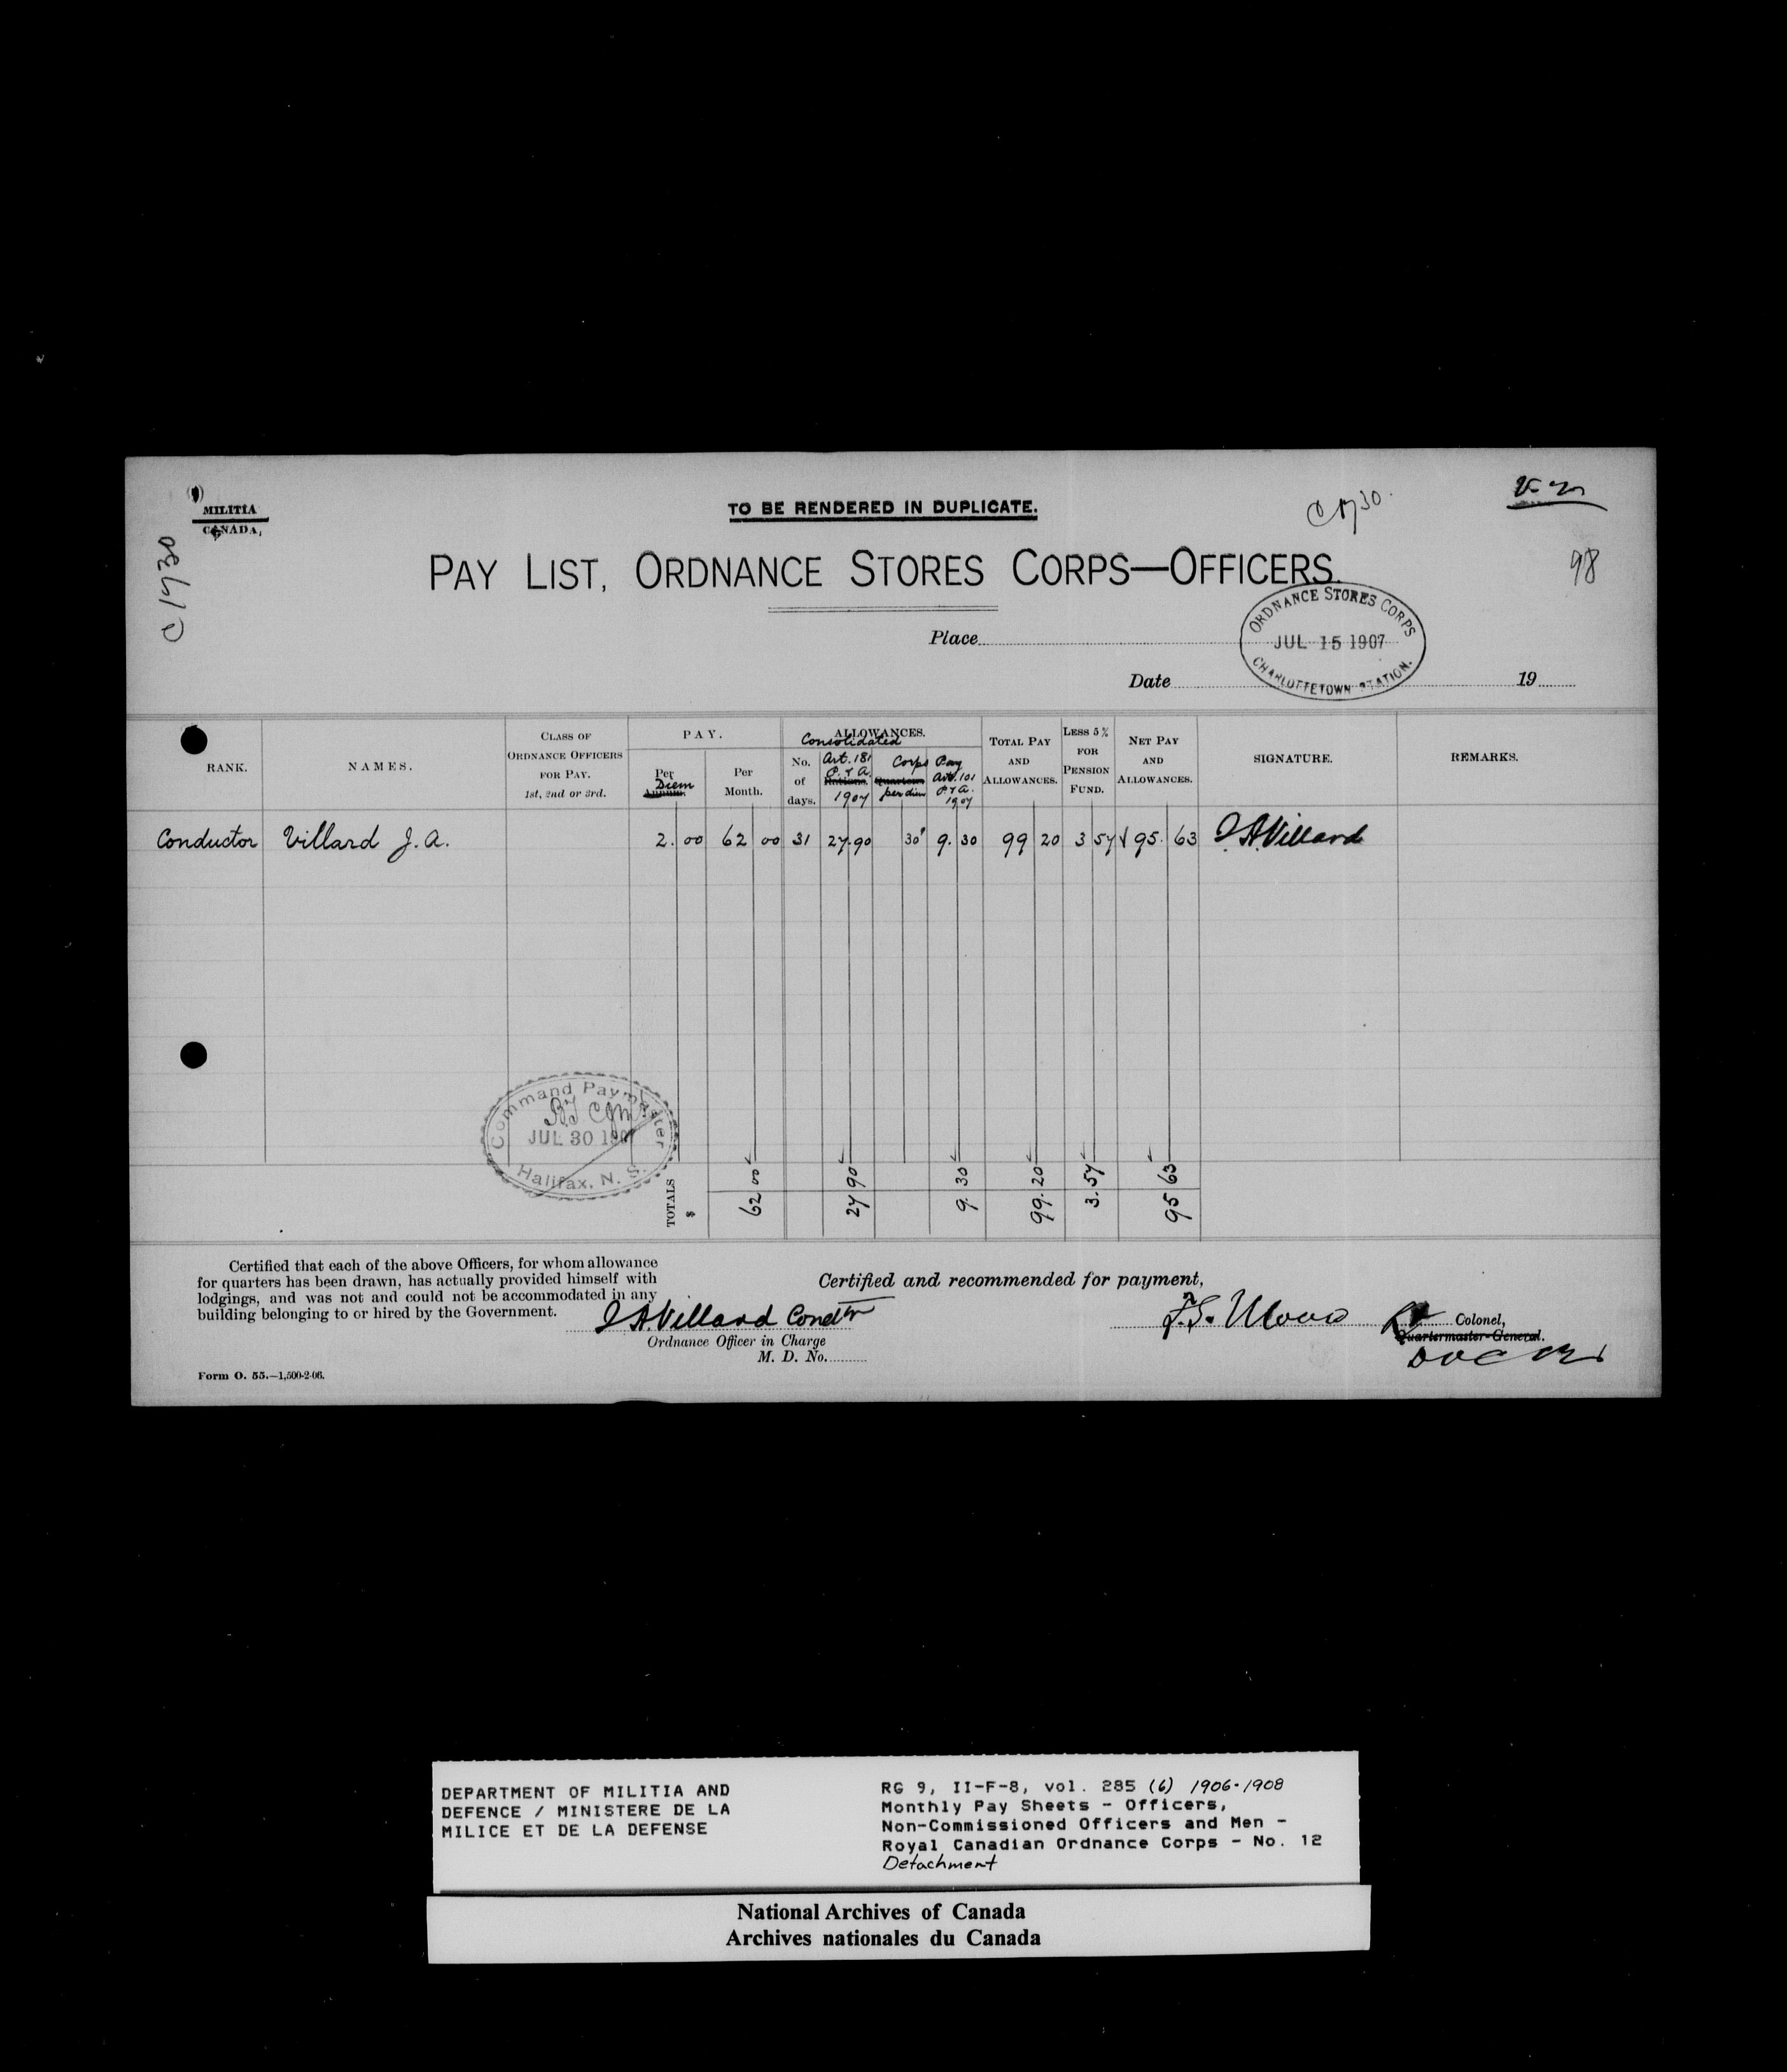 MILITIA
CANADA,
TO BE RENDERED IN DUPLICATE.
98
PAY LIST, ORDNANCE STORES CORPS—OFFICERS.
Place
ORDNANCE STORES CORPS
JUL 15 1907
CHARLOTTETOWN STATION.
Date 19
RANK.
NAMES.
CLASS OF
ORDNANCE OFFICERS
FOR PAY.
1st, 2nd or 3rd.
PAY.
Per
Annum.
Diem
Per
Month.
ALLOWANCES.
Consolidated
No.
of
days.
Art. 181
P. & A.
Rations.
1907
Corps Pay
Quarters
per diem
Art. 101
P. & A.
1907
TOTAL PAY
AND
ALLOWANCES.
LESS 5%
FOR
PENSION
FUND.
NET PAY
AND
ALLOWANCES.
SIGNATURE.
REMARKS.
Conductor Villard J. A. 2.00 62 00 31 27.90 30 9.30 99 20 3 57 95.63 J A Villard
Command Paymaster
JUL 30 190
Halifax, N. S.
TOTALS
$
62 00 27 90 9.30 99.20 3.57 95 63
Certified that each of the above Officers, for whom allowance
for quarters has been drawn, has actually provided himself with
lodgings, and was not and could not be accommodated in any
building belonging to or hired by the Government.
J A Villard Condtr
Ordnance Officer in Charge
M. D. No.
Certified and recommended for payment,
Colonel,
Quartermaster-General.
Form O. 55.—1,500-2-06.
DEPARTMENT OF MILITIA AND
DEFENCE / MINISTERE DE LA
MILICE ET DE LA DEFENSE
RG 9, II-F-8, vol. 285 (6) 1906-1908
Monthly Pay Sheets - Officers,
Non-Commissioned Officers and Men -
Royal Canadian Ordnance Corps - No. 12
Detachment
National Archives of Canada
Archives nationales du Canada